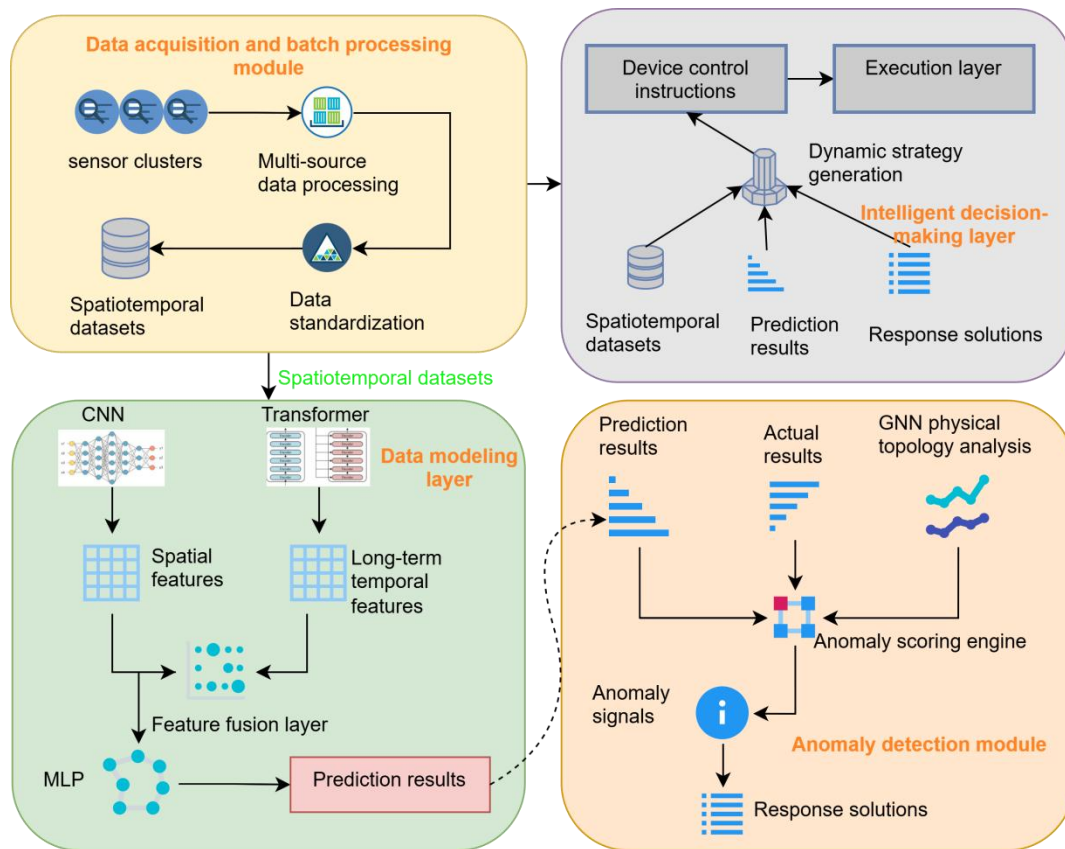 Data acquisition and batch processing
module
sensor clusters
Multi-source
data processing
Spatiotemporal
datasets
Data
standardization
Device control
instructions
Execution layer
Dynamic strategy
generation
Intelligent decision-
making layer
Spatiotemporal
datasets
Prediction
results
Response solutions
Spatiotemporal datasets
CNN
Transformer
Data modeling
layer
Spatial
features
Long-term
temporal
features
Feature fusion layer
MLP
Prediction results
Prediction
results
Actual
results
GNN physical
topology analysis
Anomaly scoring engine
Anomaly
signals
Anomaly detection module
Response solutions